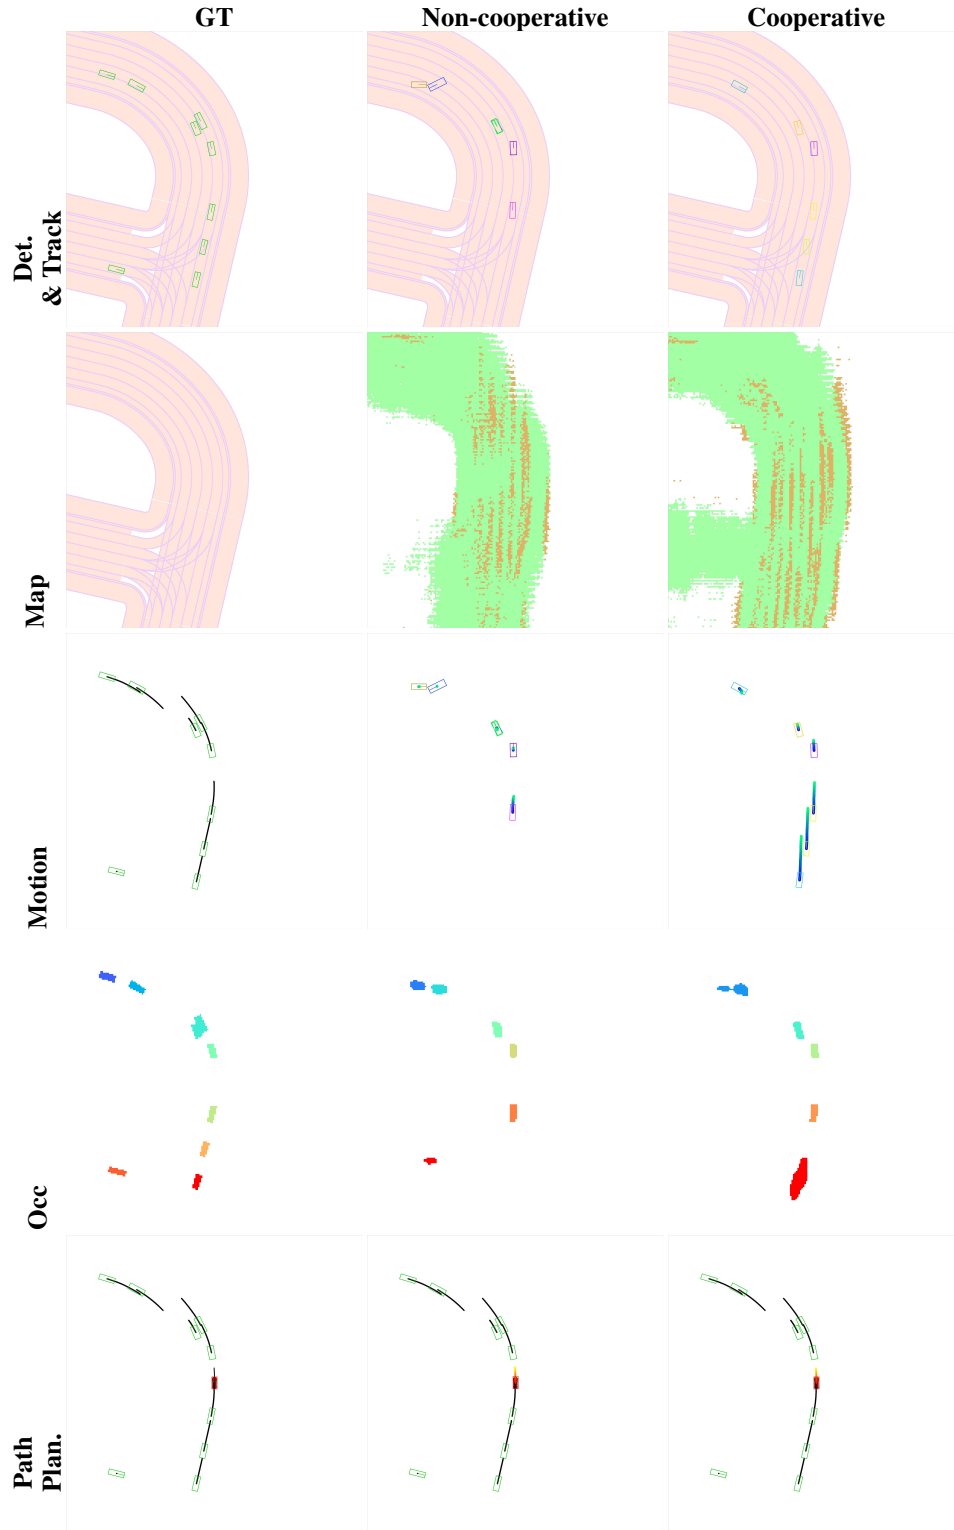 GT Non-cooperative Cooperative
Det.
& Track
Map
Motion
Occ
Path
Plan.